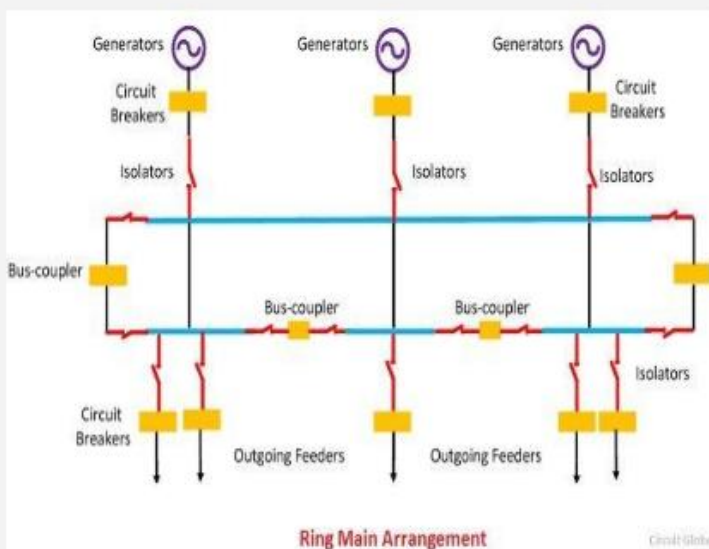 Generators
Generators
Generators
Circuit
Breakers
Circuit
Breakers
Isolators
Isolators
Isolators
Bus-coupler
Bus-coupler
Bus-coupler
Isolators
Circuit
Breakers
Outgoing Feeders
Outgoing Feeders
Ring Main Arrangement